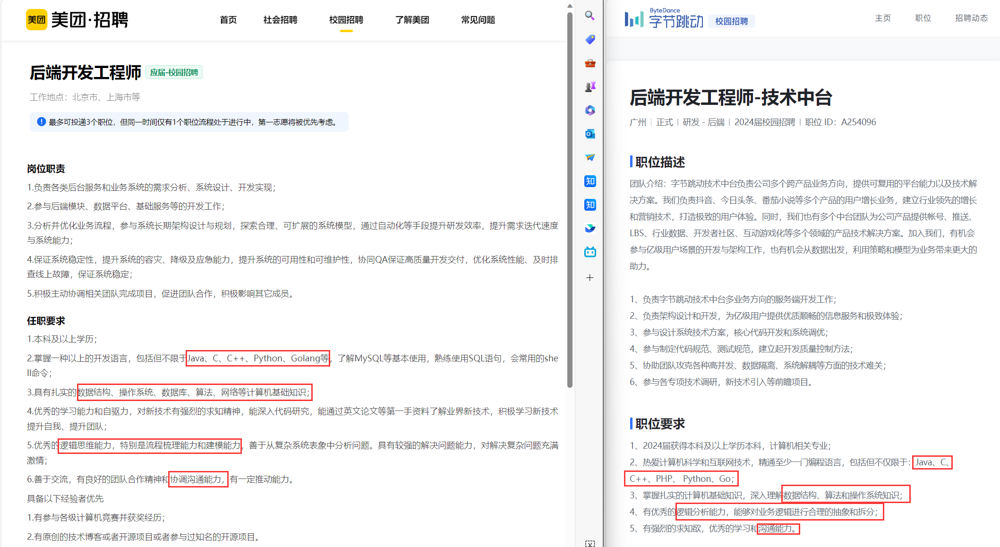 美团 美团·招聘
首页 社会招聘 校园招聘 了解美团 常见问题
后端开发工程师 应届-校园招聘
工作地点：北京市、上海市等
最多可投递3个职位，但同一时间仅有1个职位流程处于进行中，第一志愿将被优先考虑。
岗位职责
1.负责各类后台服务和业务系统的需求分析、系统设计、开发实现；
2.参与后端模块、数据平台、基础服务等的开发工作；
3.分析并优化业务流程，参与系统长期架构设计与规划，探索合理、可扩展的系统模型，通过自动化等手段提升研发效率，提升需求迭代速度
与系统能力；
4.保证系统稳定性，提升系统的容灾、降级及应急能力，提升系统的可用性和可维护性，协同QA保证高质量开发交付，优化系统性能、及时排
查线上故障，保证系统稳定；
5.积极主动协调相关团队完成项目，促进团队合作，积极影响其它成员。
任职要求
1.本科及以上学历；
2.掌握一种以上的开发语言，包括但不限于Java、C、C++、Python、Golang等，了解MySQL等基本使用，熟练使用SQL语句，会常用的she
ll命令；
3.具有扎实的数据结构、操作系统、数据库、算法、网络等计算机基础知识；
4.优秀的学习能力和自驱力，对新技术有强烈的求知精神，能深入代码研究，能通过英文论文等第一手资料了解业界新技术，积极学习新技术
提升自我、提升团队；
5.优秀的逻辑思维能力，特别是流程梳理能力和建模能力，善于从复杂系统表象中分析问题。具有较强的解决问题能力，对解决复杂问题充满
激情；
6.善于交流，有良好的团队合作精神和协调沟通能力，有一定推动能力。
具备以下经验者优先
1.有参与各级计算机竞赛并获奖经历；
2.有原创的技术博客或者开源项目或者参与过知名的开源项目。
知
知
ByteDance
字节跳动 校园招聘
主页 职位 招聘动态
后端开发工程师-技术中台
广州 | 正式 | 研发 - 后端 | 2024届校园招聘 | 职位 ID：A254096
职位描述
团队介绍：字节跳动技术中台负责公司多个跨产品业务方向，提供可复用的平台能力以及技术解
决方案。我们负责抖音、今日头条、番茄小说等多个产品的用户增长业务，建立行业领先的增长
和营销技术，打造极致的用户体验。同时，我们也有多个中台团队为公司产品提供帐号、推送、
LBS、行业数据、开发者社区、互动游戏化等多个领域的产品技术解决方案。加入我们，有机会
参与亿级用户场景的开发与架构工作，也有机会从数据出发，利用策略和模型为业务带来更大的
助力。
1、负责字节跳动技术中台多业务方向的服务端开发工作；
2、负责架构设计和开发，为亿级用户提供优质顺畅的信息服务和极致体验；
3、参与设计系统技术方案，核心代码开发和系统调优；
4、参与制定代码规范、测试规范，建立起开发质量控制方法；
5、协助团队攻克各种高并发、数据隔离、系统解耦等方面的技术难关；
6、参与各专项技术调研，新技术引入等前瞻项目。
职位要求
1、2024届获得本科及以上学历本科，计算机相关专业；
2、热爱计算机科学和互联网技术，精通至少一门编程语言，包括但不仅限于：Java、C、
C++、PHP、 Python、Go；
3、掌握扎实的计算机基础知识，深入理解数据结构、算法和操作系统知识；
4、有优秀的逻辑分析能力，能够对业务逻辑进行合理的抽象和拆分；
5、有强烈的求知欲，优秀的学习和沟通能力。